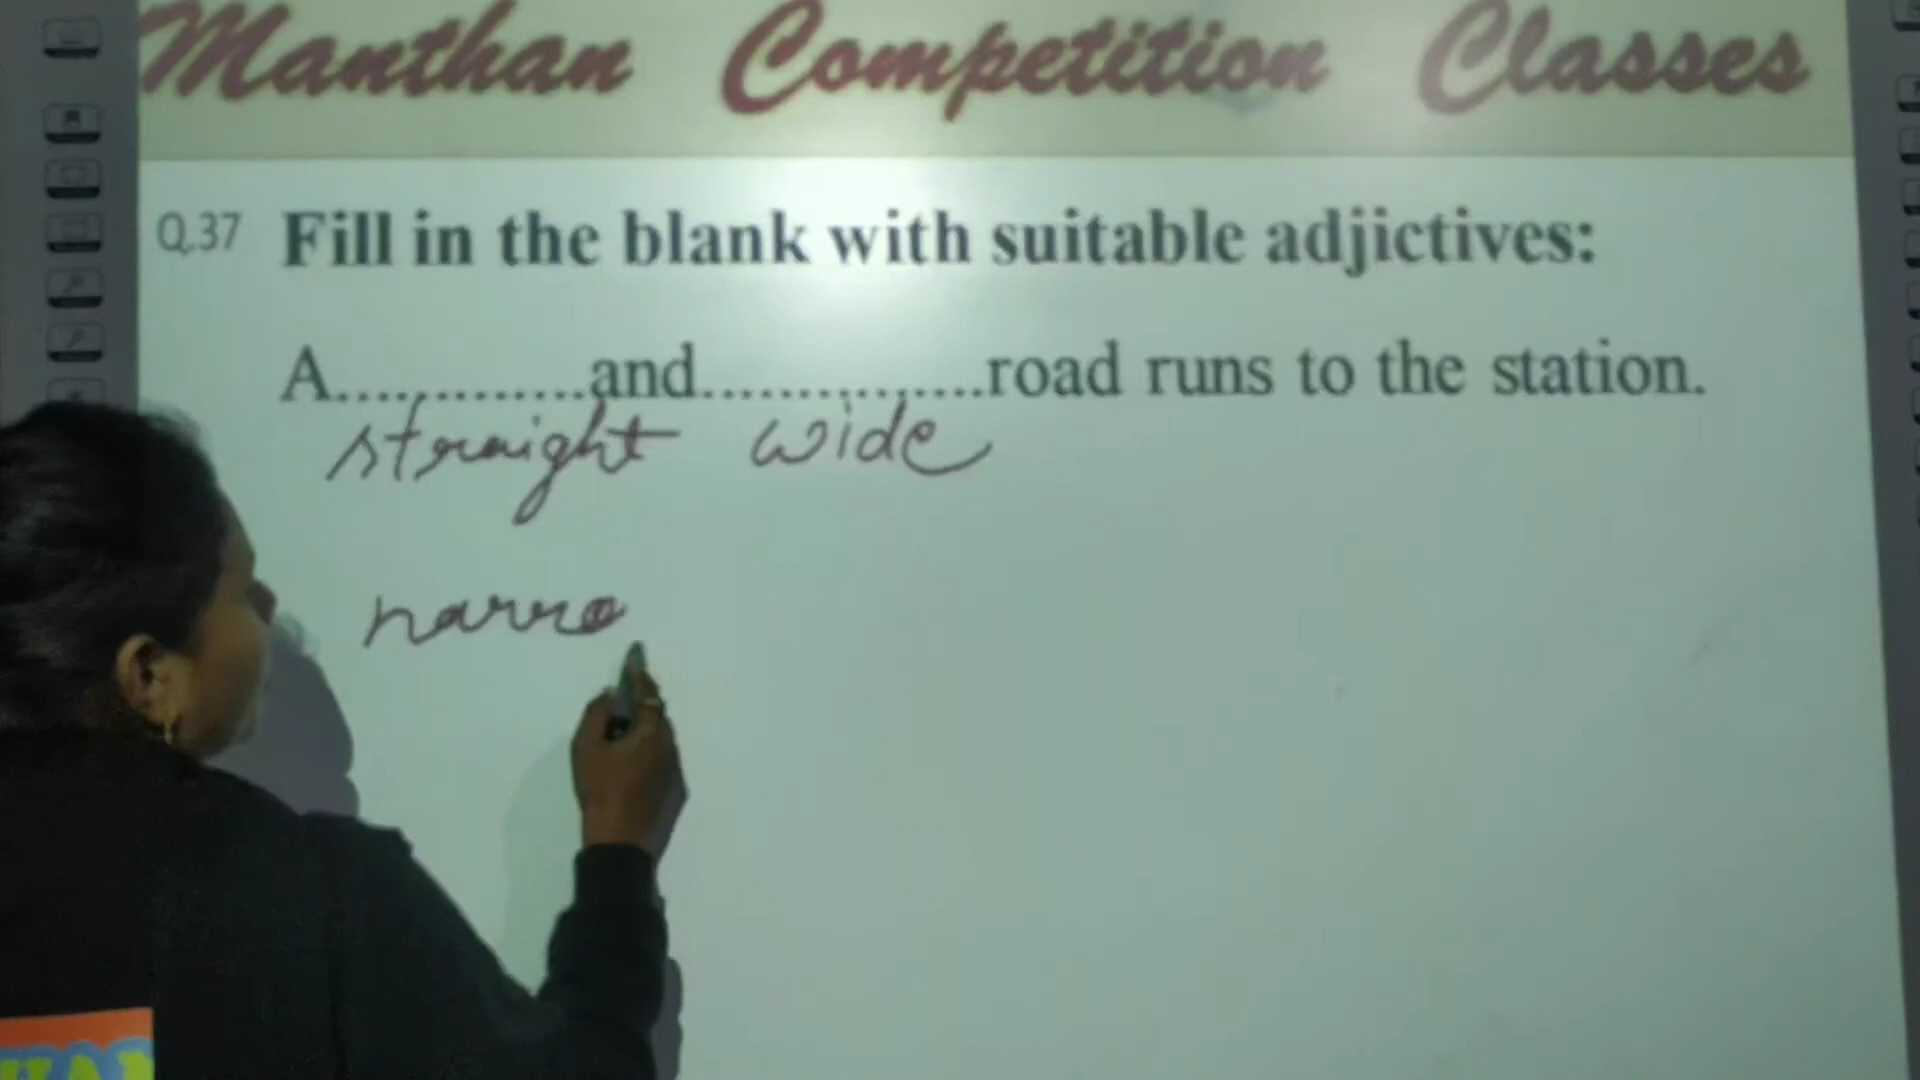 Manthan Competition Classes
Q.37 Fill in the blank with suitable adjictives:
A.............and...............road runs to the station.
straight wide
narro